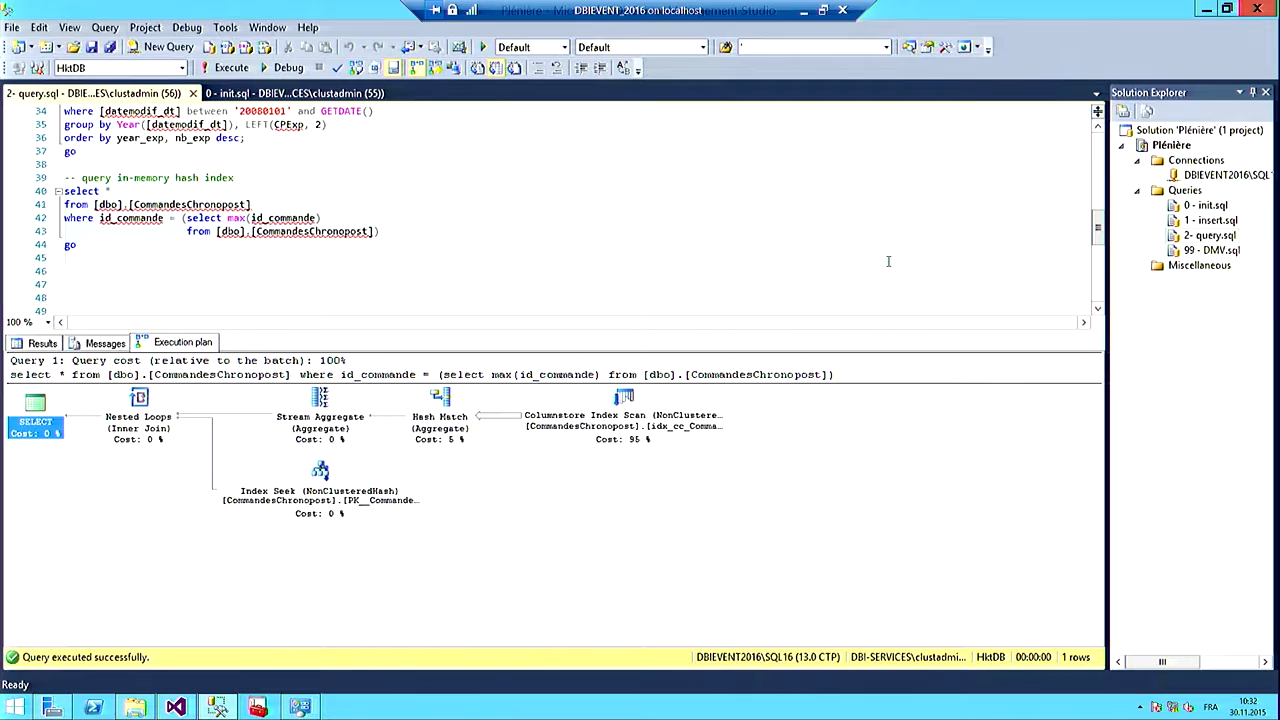 DBIEVENT_2016 on localhost
File Edit View Query Project Debug Tools Window Help
New Query Default Default '
HktDB Execute Debug
2- query.sql - DBIE...ES\clustadmin (56)) 0 - init.sql - DBIEV...CES\clustadmin (55))
34 where [datemodif_dt] between '20080101' and GETDATE()
35 group by Year([datemodif_dt]), LEFT(CPExp, 2)
36 order by year_exp, nb_exp desc;
37 go
38
39 -- query in-memory hash index
40 select *
41 from [dbo].[CommandesChronopost]
42 where id_commande = (select max(id_commande)
43 from [dbo].[CommandesChronopost])
44 go
45
46
47
48
49
100 %
Results Messages Execution plan
Query 1: Query cost (relative to the batch): 100%
select * from [dbo].[CommandesChronopost] where id_commande = (select max(id_commande) from [dbo].[CommandesChronopost])
SELECT
Cost: 0 %
Nested Loops
(Inner Join)
Cost: 0 %
Stream Aggregate
(Aggregate)
Cost: 0 %
Hash Match
(Aggregate)
Cost: 5 %
Columnstore Index Scan (NonClustere...
[CommandesChronopost].[idx_cc_Comma...
Cost: 95 %
Index Seek (NonClusteredHash)
[CommandesChronopost].[PK__Commande...
Cost: 0 %
Query executed successfully.
DBIEVENT2016\SQL16 (13.0 CTP) DBI-SERVICES\clustadmi... HktDB 00:00:00 1 rows
Solution Explorer
Solution 'Plénière' (1 project)
Plénière
Connections
DBIEVENT2016\SQL1
Queries
0 - init.sql
1 - insert.sql
2- query.sql
99 - DMV.sql
Miscellaneous
Ready
FRA
10:32
30.11.2015